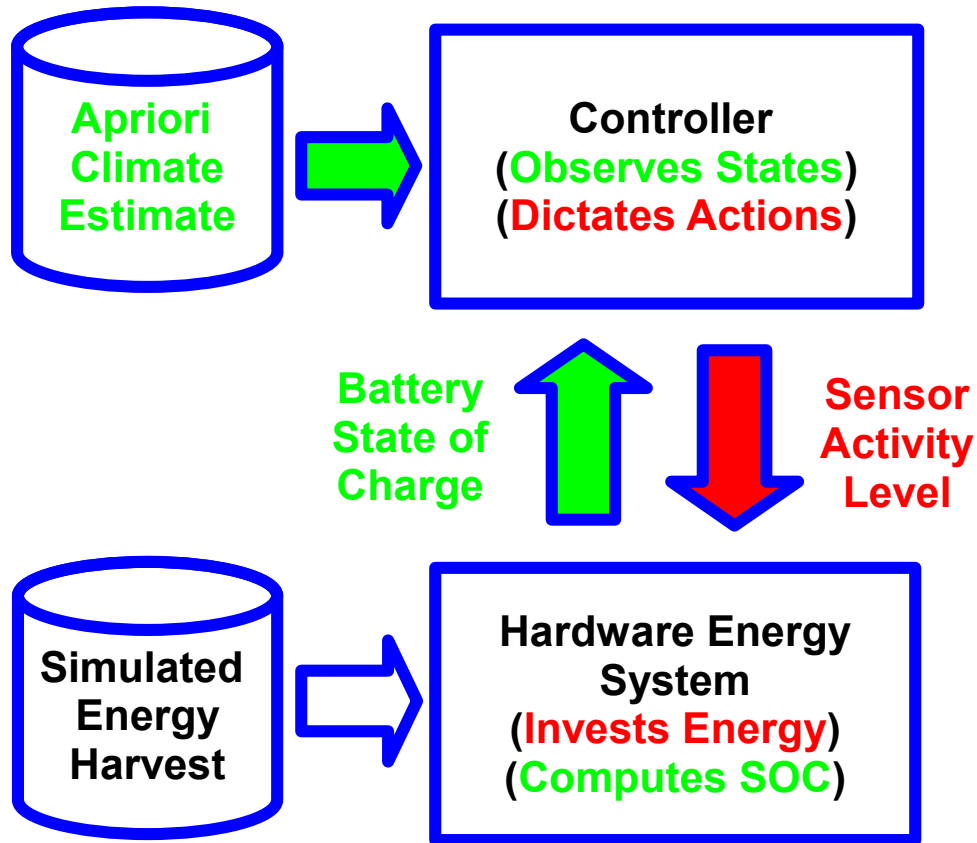 Apriori
Climate
Estimate
Controller
(Observes States)
(Dictates Actions)
Battery
State of
Charge
Sensor
Activity
Level
Simulated
Energy
Harvest
Hardware Energy
System
(Invests Energy)
(Computes SOC)